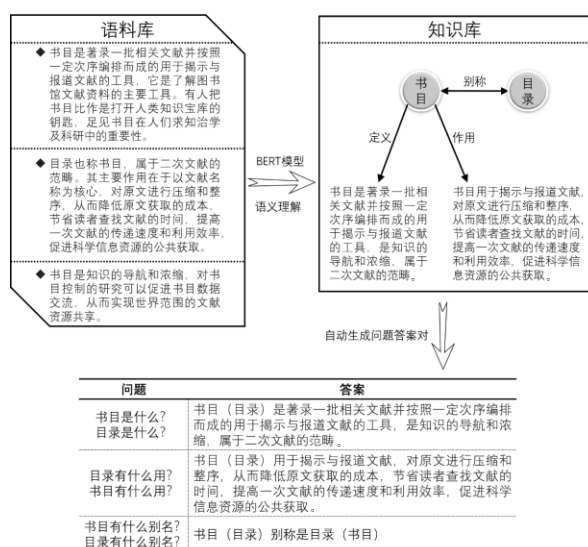 语料库
◆ 书目是著录一批相关文献并按照
一定次序编排而成的用于揭示与
报道文献的工具，它是了解图书
馆文献资料的主要工具。有人把
书目比作是打开人类知识宝库的
钥匙，足见书目在人们求知治学
及科研中的重要性。
◆ 目录也称书目，属于二次文献的
范畴。其主要作用在于以文献名
称为核心，对原文进行压缩和整
序，从而降低原文获取的成本，
节省读者查找文献的时间，提高
一次文献的传递速度和利用效率，
促进科学信息资源的公共获取。
◆ 书目是知识的导航和浓缩，对书
目控制的研究可以促进书目数据
交流，从而实现世界范围的文献
资源共享。
BERT模型
语义理解
知识库
书
目
别称
目
录
定义
作用
书目是著录一批相
关文献并按照一定
次序编排而成的用
于揭示与报道文献
的工具，是知识的
导航和浓缩，属于
二次文献的范畴。
书目用于揭示与报道文献，
对原文进行压缩和整序，
从而降低原文获取的成本，
节省读者查找文献的时间，
提高一次文献的传递速度
和利用效率，促进科学信
息资源的公共获取。
自动生成问题答案对
问题 答案
书目是什么?
目录是什么?
书目（目录）是著录一批相关文献并按照一定次序编排
而成的用于揭示与报道文献的工具，是知识的导航和浓
缩，属于二次文献的范畴。
目录有什么用?
书目有什么用?
书目（目录）用于揭示与报道文献，对原文进行压缩和
整序，从而降低原文获取的成本，节省读者查找文献的
时间，提高一次文献的传递速度和利用效率，促进科学
信息资源的公共获取。
书目有什么别名?
目录有什么别名?
书目（目录）别称是目录（书目）